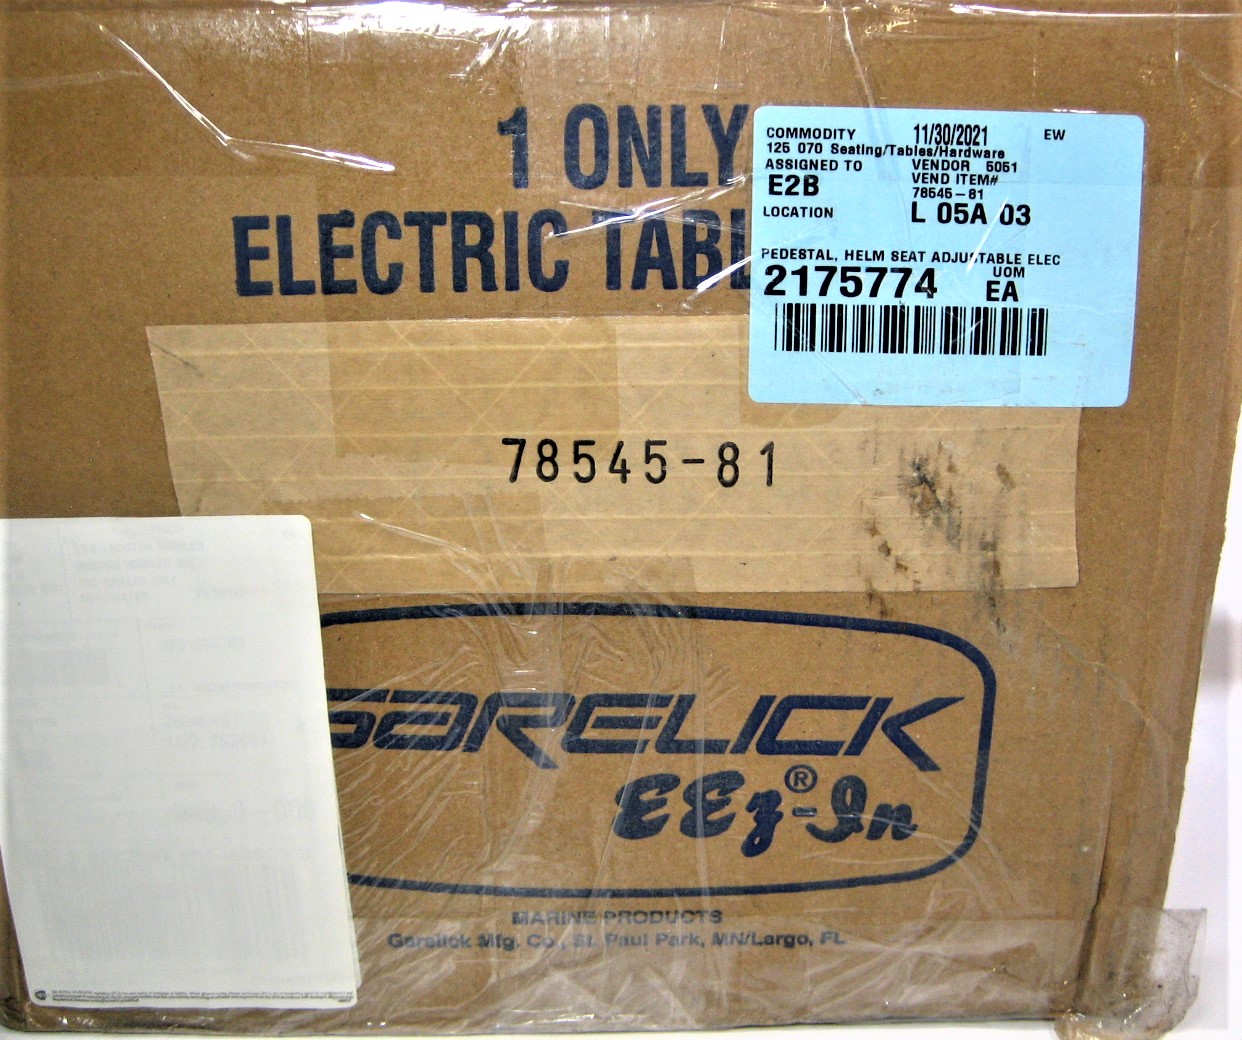 1 ONLY
ELECTRIC TABL
COMMODITY 11/30/2021 EW
125 070 Seating/Tables/Hardware
ASSIGNED TO VENDOR 5051
E2B VEND ITEM#
78545-81
LOCATION L 05A 03
PEDESTAL, HELM SEAT ADJUSTABLE ELEC
2175774 UOM
EA
78545-81
GARELICK
EEz-In®
MARINE PRODUCTS
Garelick Mfg. Co., St. Paul Park, MN/Largo, FL